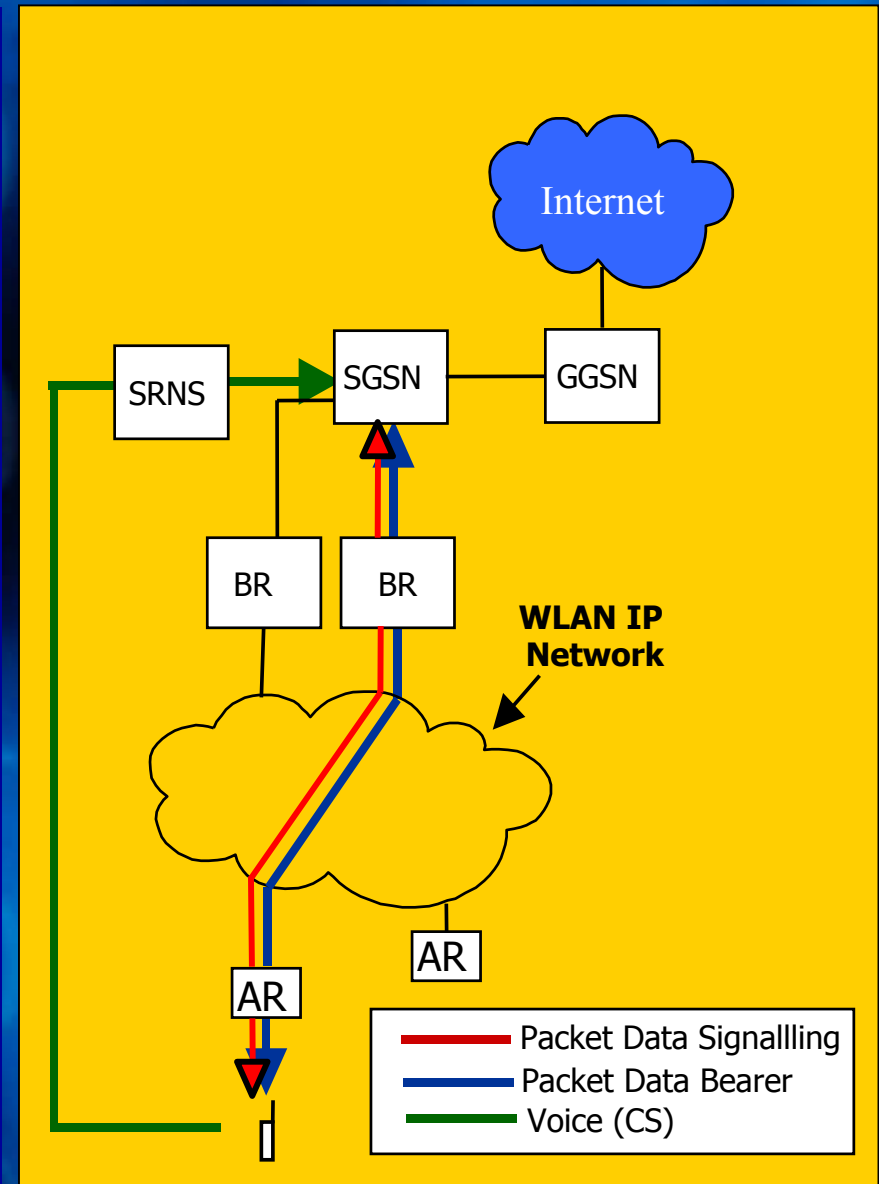 Internet
SRNS
SGSN
GGSN
BR
BR
WLAN IP
Network
AR
AR
Packet Data Signallling
Packet Data Bearer
Voice (CS)